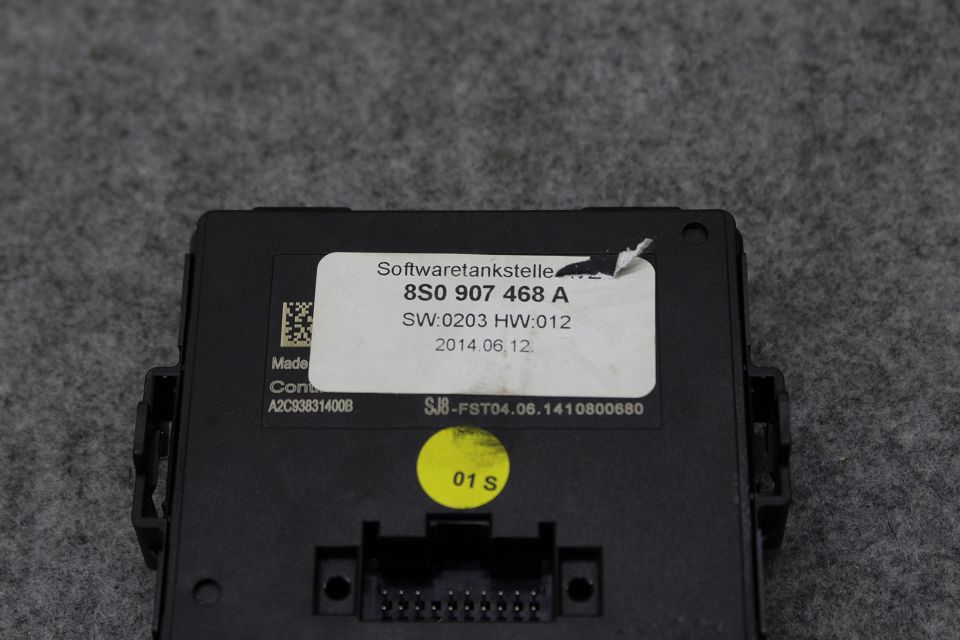 Softwaretankstelle
8S0 907 468 A
SW:0203 HW:012
2014.06.12.
Made
Conti
A2C93831400B
SJ8-FST04.06.1410800680
01 S